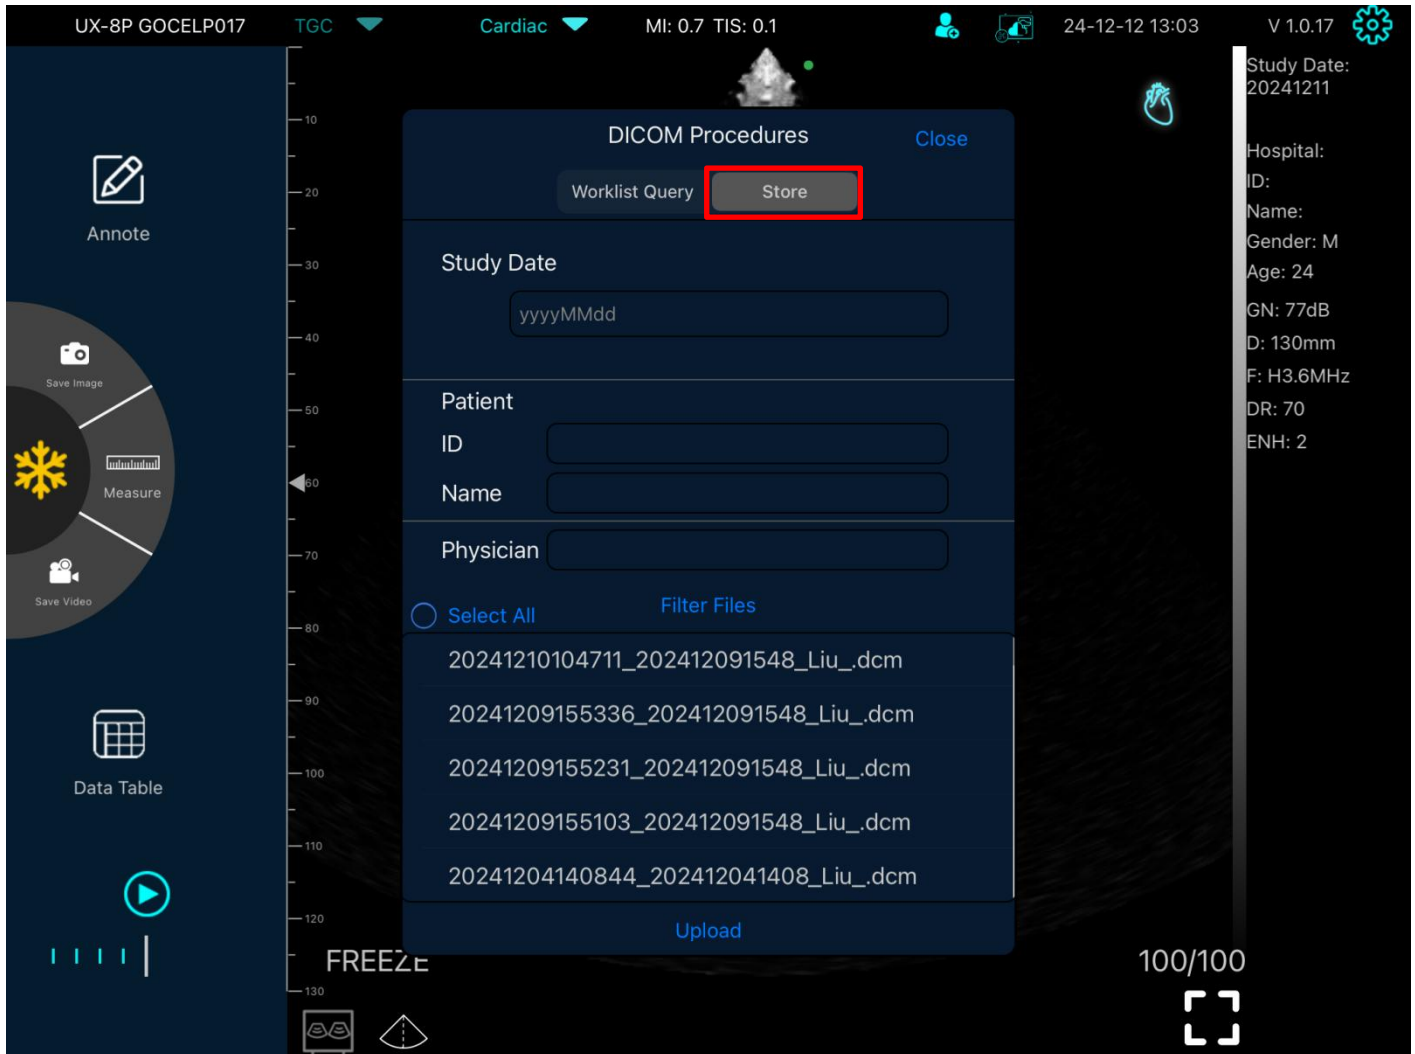 UX-8P GOCELP017 TGC Cardiac MI: 0.7 TIS: 0.1 24-12-12 13:03 V 1.0.17
Annote
Save Image
Measure
Save Video
Data Table
10
20
30
40
50
60
70
80
90
100
110
120
130
DICOM Procedures Close
Worklist Query Store
Study Date
yyyyMMdd
Patient
ID
Name
Physician
Select All Filter Files
20241210104711_202412091548_Liu_.dcm
20241209155336_202412091548_Liu_.dcm
20241209155231_202412091548_Liu_.dcm
20241209155103_202412091548_Liu_.dcm
20241204140844_202412041408_Liu_.dcm
Upload
FREEZE 100/100
Study Date:
20241211
Hospital:
ID:
Name:
Gender: M
Age: 24
GN: 77dB
D: 130mm
F: H3.6MHz
DR: 70
ENH: 2